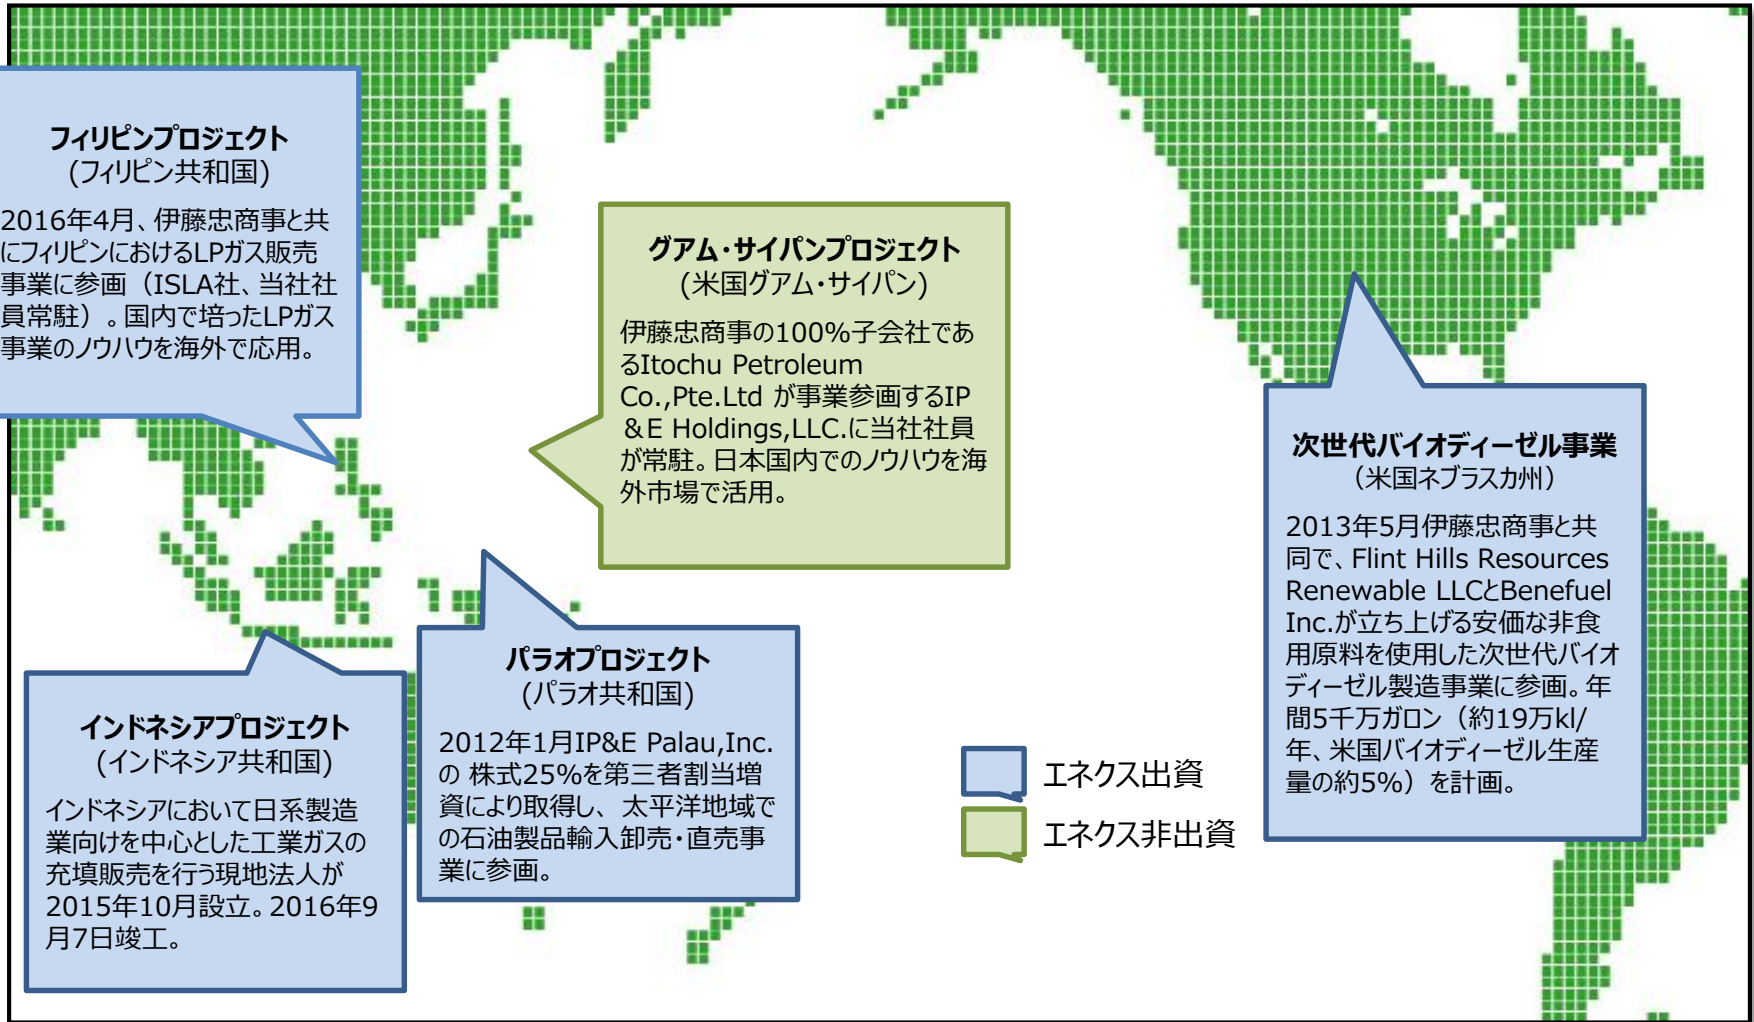 フィリピンプロジェクト
(フィリピン共和国)
2016年4月、伊藤忠商事と共
にフィリピンにおけるLPガス販売
事業に参画（ISLA社、当社社
員常駐）。国内で培ったLPガス
事業のノウハウを海外で応用。
グアム・サイパンプロジェクト
(米国グアム・サイパン)
伊藤忠商事の100%子会社であ
るItochu Petroleum
Co.,Pte.Ltd が事業参画するIP
＆E Holdings,LLC.に当社社員
が常駐。日本国内でのノウハウを海
外市場で活用。
次世代バイオディーゼル事業
（米国ネブラスカ州）
2013年5月伊藤忠商事と共
同で、Flint Hills Resources
Renewable LLCとBenefuel
Inc.が立ち上げる安価な非食
用原料を使用した次世代バイオ
ディーゼル製造事業に参画。年
間5千万ガロン（約19万kl/
年、米国バイオディーゼル生産
量の約5%）を計画。
インドネシアプロジェクト
(インドネシア共和国)
インドネシアにおいて日系製造
業向けを中心とした工業ガスの
充填販売を行う現地法人が
2015年10月設立。2016年9
月7日竣工。
パラオプロジェクト
(パラオ共和国)
2012年1月IP&E Palau,Inc.
の 株式25%を第三者割当増
資により取得し、太平洋地域で
の石油製品輸入卸売・直売事
業に参画。
エネクス出資
エネクス非出資